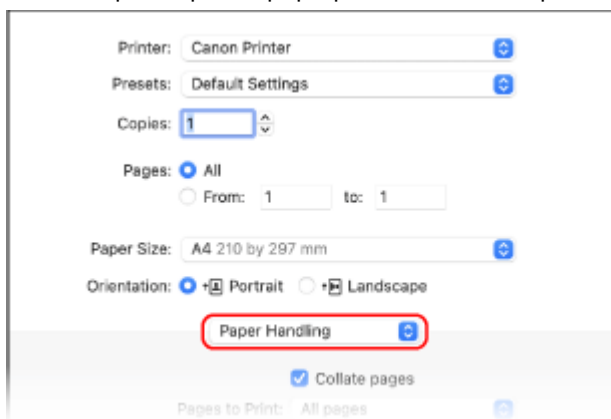 Printer: Canon Printer
Presets: Default Settings
Copies: 1
Pages: All
From: 1 to: 1
Paper Size: A4 210 by 297 mm
Orientation: Portrait Landscape
Paper Handling
Collate pages
Pages to Print: All pages